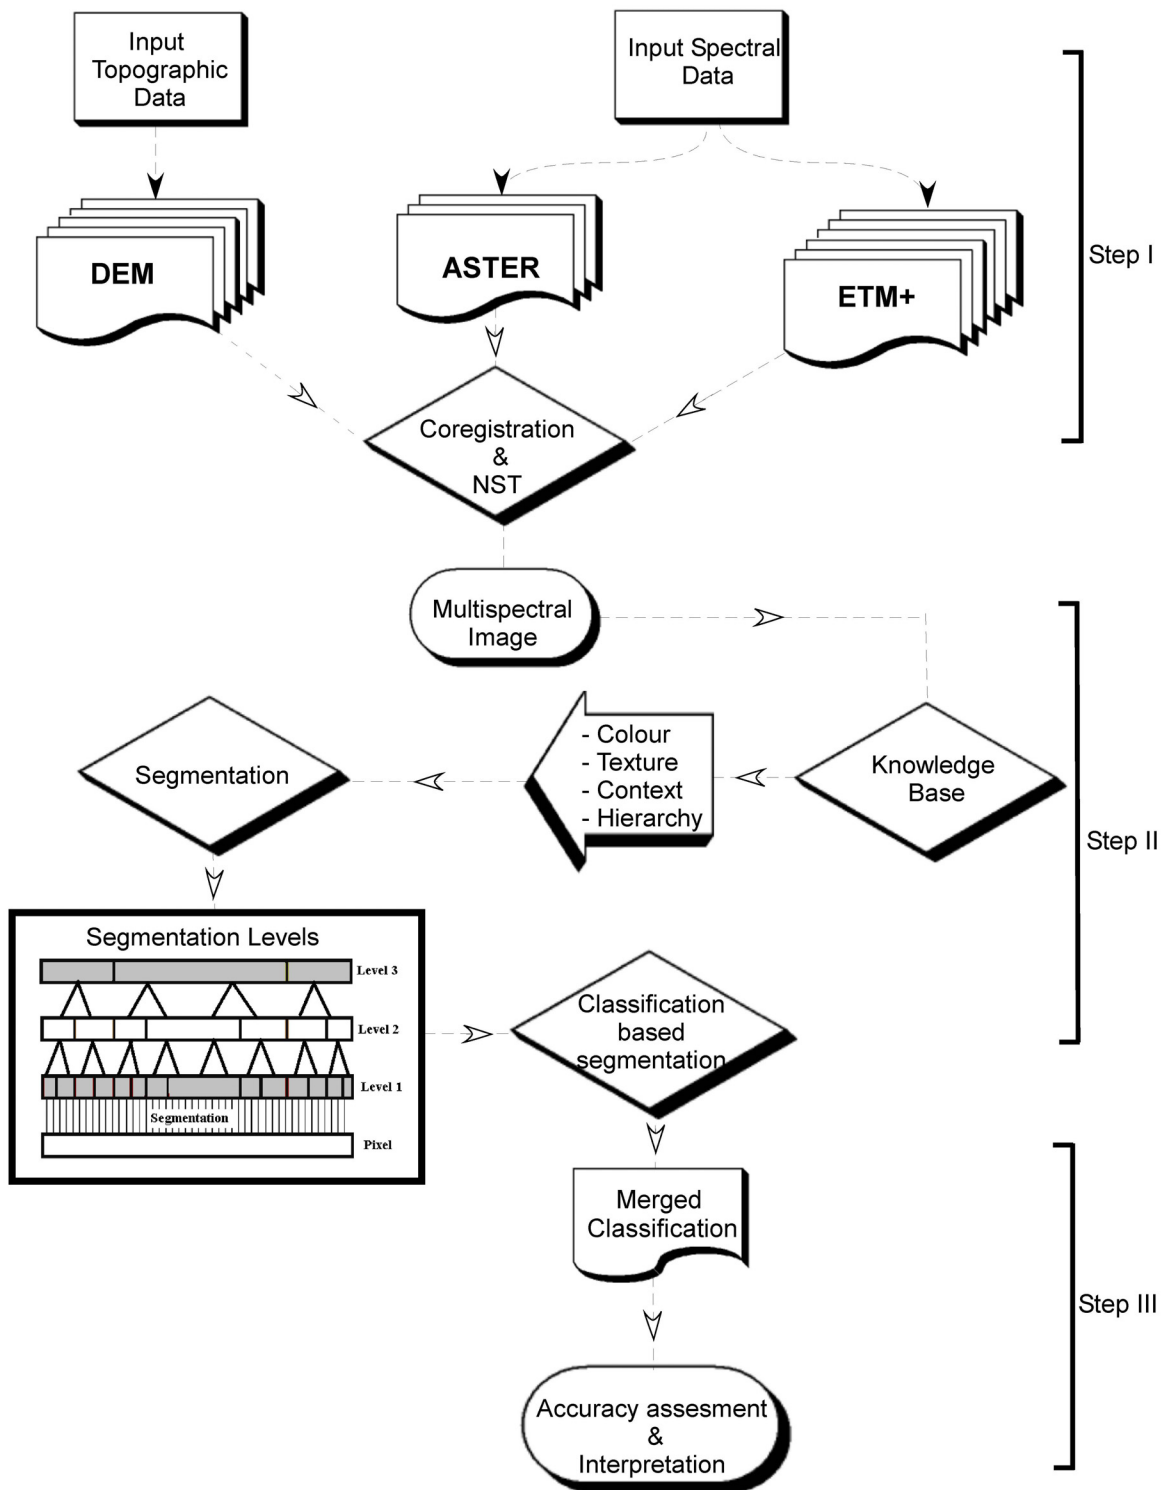 Input
Topographic
Data
Input Spectral
Data
DEM
ASTER
ETM+
Step I
Coregistration
&
NST
Multispectral
Image
Segmentation
- Colour
- Texture
- Context
- Hierarchy
Knowledge
Base
Step II
Segmentation Levels
Level 3
Level 2
Level 1
Segmentation
Pixel
Classification
based
segmentation
Merged
Classification
Step III
Accuracy assesment
&
Interpretation